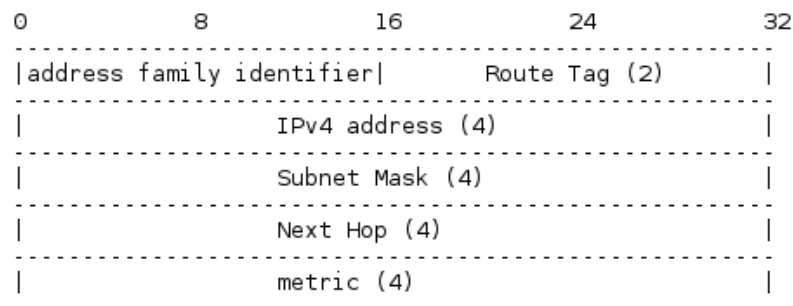 0 8 16 24 32
|address family identifier| Route Tag (2) |
| IPv4 address (4) |
| Subnet Mask (4) |
| Next Hop (4) |
| metric (4) |